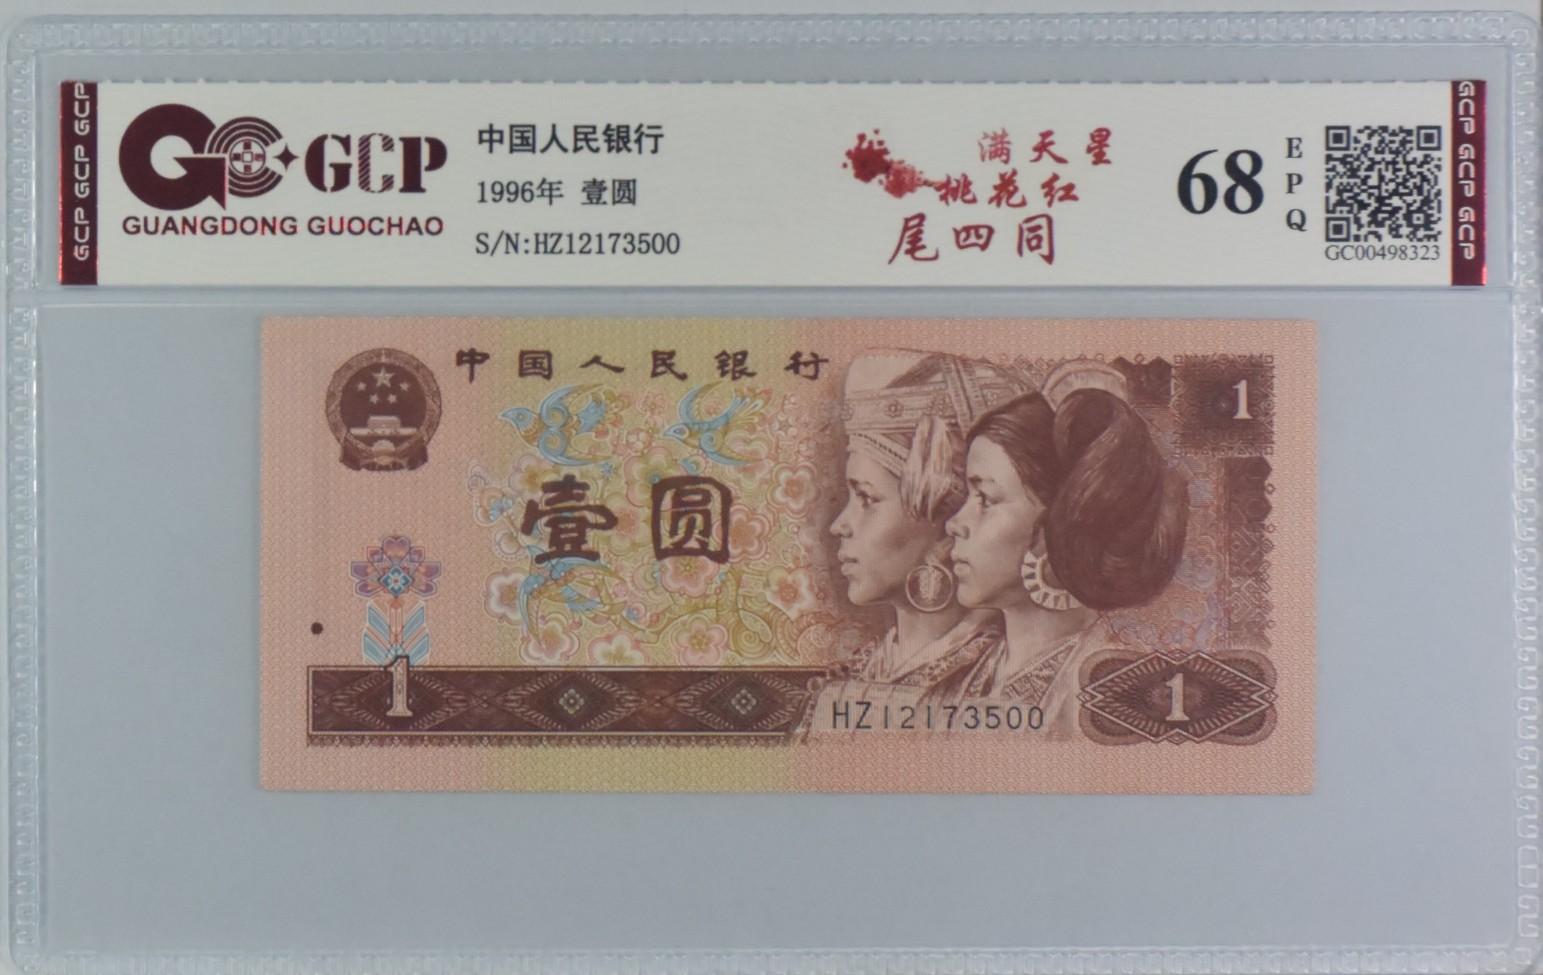 GCP GCP GCP
GCP
GUANGDONG GUOCHAO
中国人民银行
1996年 壹圆
S/N:HZ12173500
满天星
桃花红
尾四同
68
EPQ
GC00498323
GCP GCP GCP
中国人民银行
1
壹圆
1
HZ12173500
1